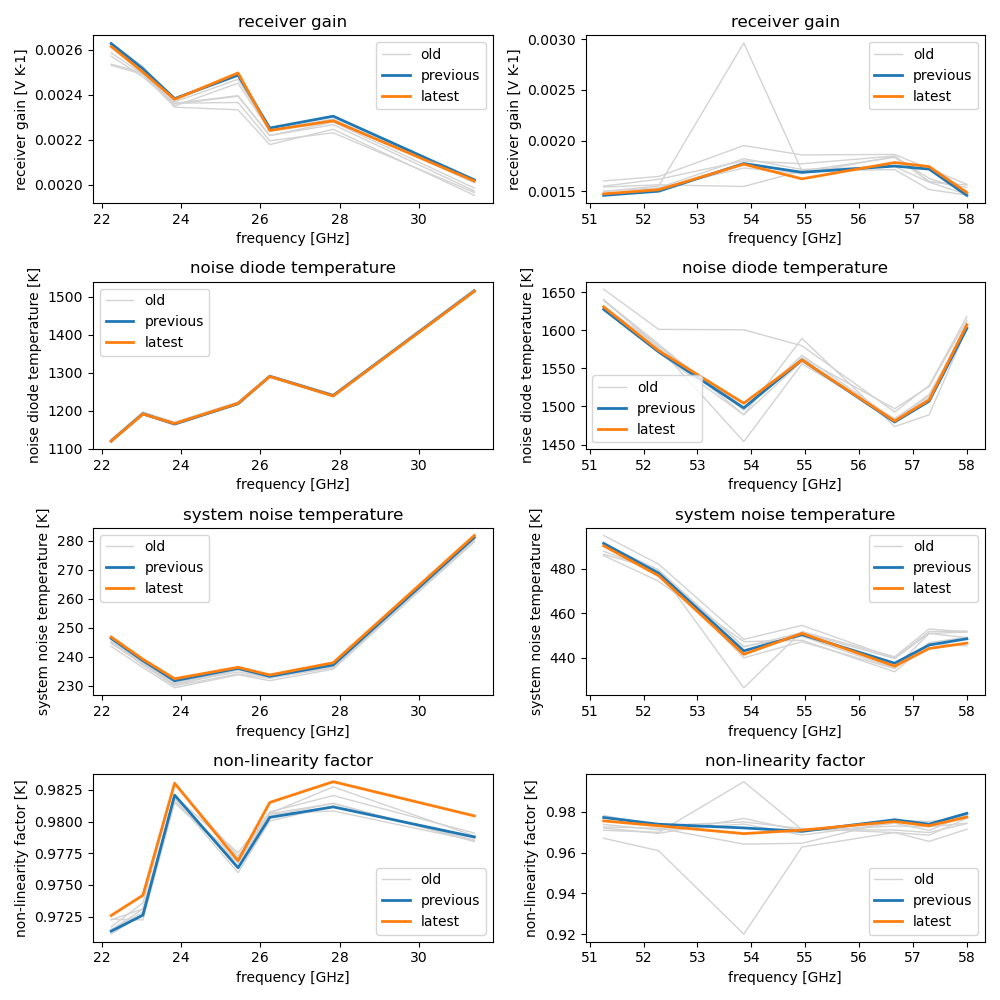 receiver gain
receiver gain [V K-1]
0.0026
0.0024
0.0022
0.0020
old
previous
latest
22 24 26 28 30
frequency [GHz]
receiver gain
receiver gain [V K-1]
0.0030
0.0025
0.0020
0.0015
old
previous
latest
51 52 53 54 55 56 57 58
frequency [GHz]
noise diode temperature
noise diode temperature [K]
1500
1400
1300
1200
1100
old
previous
latest
22 24 26 28 30
frequency [GHz]
noise diode temperature
noise diode temperature [K]
1650
1600
1550
1500
1450
old
previous
latest
51 52 53 54 55 56 57 58
frequency [GHz]
system noise temperature
system noise temperature [K]
280
270
260
250
240
230
old
previous
latest
22 24 26 28 30
frequency [GHz]
system noise temperature
system noise temperature [K]
480
460
440
old
previous
latest
51 52 53 54 55 56 57 58
frequency [GHz]
non-linearity factor
non-linearity factor [K]
0.9825
0.9800
0.9775
0.9750
0.9725
old
previous
latest
22 24 26 28 30
frequency [GHz]
non-linearity factor
non-linearity factor [K]
0.98
0.96
0.94
0.92
old
previous
latest
51 52 53 54 55 56 57 58
frequency [GHz]